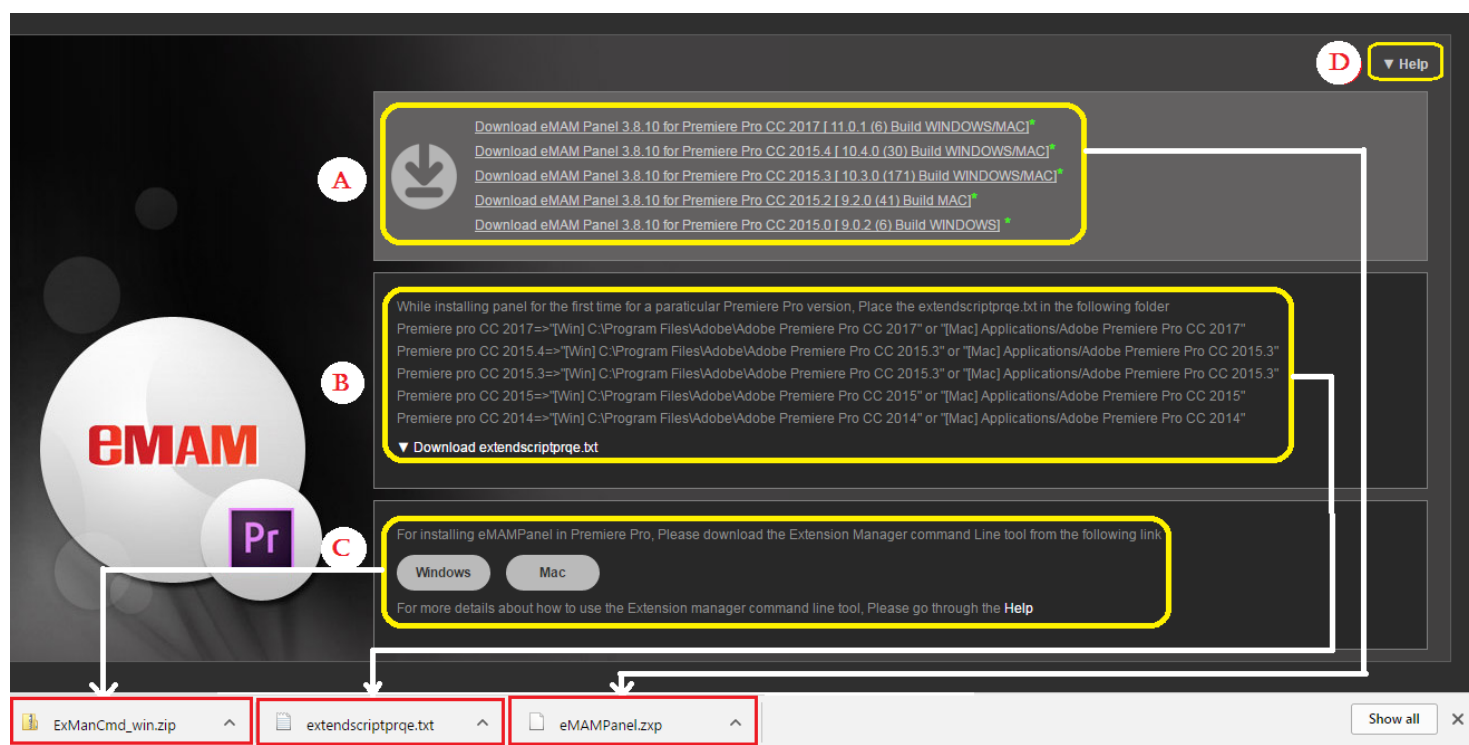 D
▼ Help
Download eMAM Panel 3.8.10 for Premiere Pro CC 2017 [ 11.0.1 (6) Build WINDOWS/MAC]*
Download eMAM Panel 3.8.10 for Premiere Pro CC 2015.4 [ 10.4.0 (30) Build WINDOWS/MAC]*
A
Download eMAM Panel 3.8.10 for Premiere Pro CC 2015.3 [ 10.3.0 (171) Build WINDOWS/MAC]*
Download eMAM Panel 3.8.10 for Premiere Pro CC 2015.2 [ 9.2.0 (41) Build MAC]*
Download eMAM Panel 3.8.10 for Premiere Pro CC 2015.0 [ 9.0.2 (6) Build WINDOWS] *
While installing panel for the first time for a paraticular Premiere Pro version, Place the extendscriptprqe.txt in the following folder
Premiere pro CC 2017=>"[Win] C:\Program Files\Adobe\Adobe Premiere Pro CC 2017" or "[Mac] Applications/Adobe Premiere Pro CC 2017"
Premiere pro CC 2015.4=>"[Win] C:\Program Files\Adobe\Adobe Premiere Pro CC 2015.3" or "[Mac] Applications/Adobe Premiere Pro CC 2015.3"
B
Premiere pro CC 2015.3=>"[Win] C:\Program Files\Adobe\Adobe Premiere Pro CC 2015.3" or "[Mac] Applications/Adobe Premiere Pro CC 2015.3"
Premiere pro CC 2015=>"[Win] C:\Program Files\Adobe\Adobe Premiere Pro CC 2015" or "[Mac] Applications/Adobe Premiere Pro CC 2015"
Premiere pro CC 2014=>"[Win] C:\Program Files\Adobe\Adobe Premiere Pro CC 2014" or "[Mac] Applications/Adobe Premiere Pro CC 2014"
▼ Download extendscriptprqe.txt
eMAM
Pr
C
For installing eMAMPanel in Premiere Pro, Please download the Extension Manager command Line tool from the following link
Windows Mac
For more details about how to use the Extension manager command line tool, Please go through the Help
ExManCmd_win.zip extendscriptprqe.txt eMAMPanel.zxp Show all